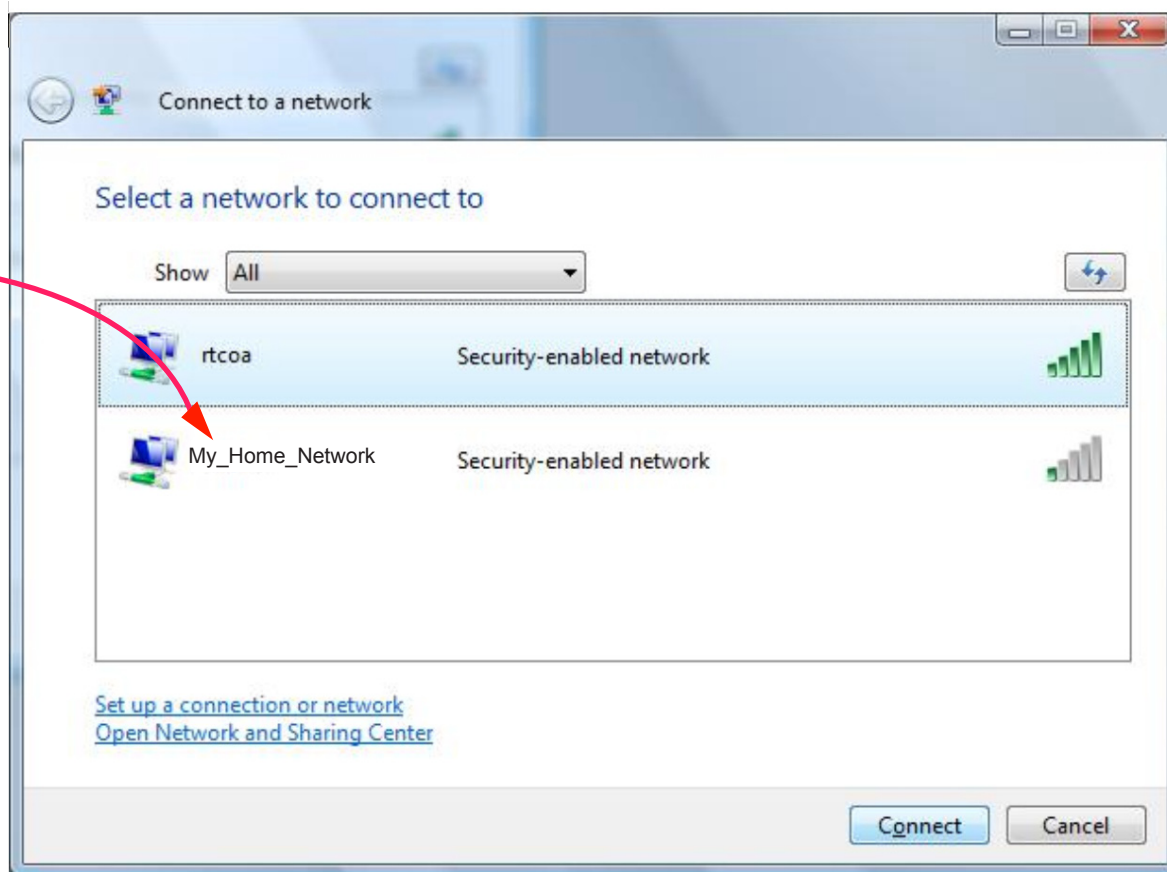 Connect to a network
Select a network to connect to
Show All
rtcoa Security-enabled network
My_Home_Network Security-enabled network
Set up a connection or network
Open Network and Sharing Center
Connect Cancel